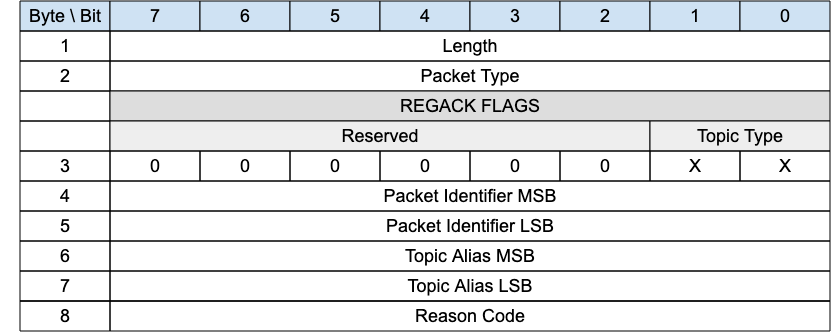 Byte \ Bit 7 6 5 4 3 2 1 0
1 Length
2 Packet Type
REGACK FLAGS
Reserved Topic Type
3 0 0 0 0 0 0 X X
4 Packet Identifier MSB
5 Packet Identifier LSB
6 Topic Alias MSB
7 Topic Alias LSB
8 Reason Code